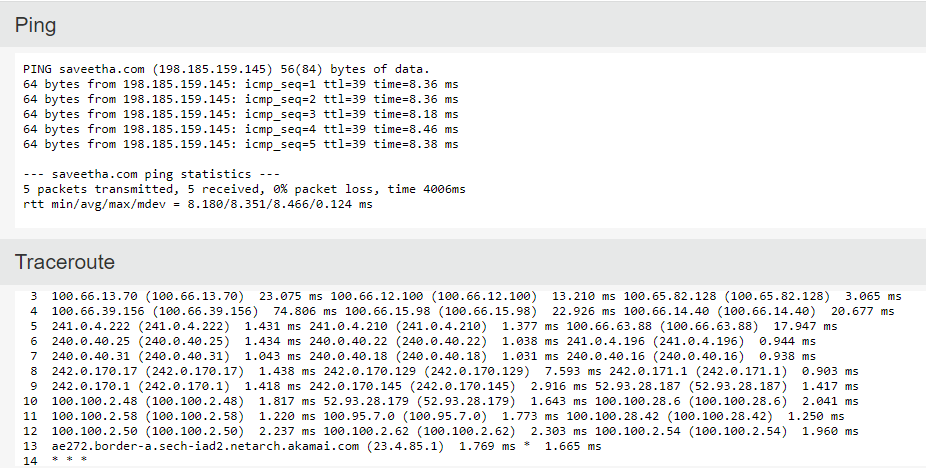 Ping
PING saveetha.com (198.185.159.145) 56(84) bytes of data.
64 bytes from 198.185.159.145: icmp_seq=1 ttl=39 time=8.36 ms
64 bytes from 198.185.159.145: icmp_seq=2 ttl=39 time=8.36 ms
64 bytes from 198.185.159.145: icmp_seq=3 ttl=39 time=8.18 ms
64 bytes from 198.185.159.145: icmp_seq=4 ttl=39 time=8.46 ms
64 bytes from 198.185.159.145: icmp_seq=5 ttl=39 time=8.38 ms
--- saveetha.com ping statistics ---
5 packets transmitted, 5 received, 0% packet loss, time 4006ms
rtt min/avg/max/mdev = 8.180/8.351/8.466/0.124 ms
Traceroute
3 100.66.13.70 (100.66.13.70) 23.075 ms 100.66.12.100 (100.66.12.100) 13.210 ms 100.65.82.128 (100.65.82.128) 3.065 ms
4 100.66.39.156 (100.66.39.156) 74.806 ms 100.66.15.98 (100.66.15.98) 22.926 ms 100.66.14.40 (100.66.14.40) 20.677 ms
5 241.0.4.222 (241.0.4.222) 1.431 ms 241.0.4.210 (241.0.4.210) 1.377 ms 100.66.63.88 (100.66.63.88) 17.947 ms
6 240.0.40.25 (240.0.40.25) 1.434 ms 240.0.40.22 (240.0.40.22) 1.038 ms 241.0.4.196 (241.0.4.196) 0.944 ms
7 240.0.40.31 (240.0.40.31) 1.043 ms 240.0.40.18 (240.0.40.18) 1.031 ms 240.0.40.16 (240.0.40.16) 0.938 ms
8 242.0.170.17 (242.0.170.17) 1.438 ms 242.0.170.129 (242.0.170.129) 7.593 ms 242.0.171.1 (242.0.171.1) 0.903 ms
9 242.0.170.1 (242.0.170.1) 1.418 ms 242.0.170.145 (242.0.170.145) 2.916 ms 52.93.28.187 (52.93.28.187) 1.417 ms
10 100.100.2.48 (100.100.2.48) 1.817 ms 52.93.28.179 (52.93.28.179) 1.643 ms 100.100.28.6 (100.100.28.6) 2.041 ms
11 100.100.2.58 (100.100.2.58) 1.220 ms 100.95.7.0 (100.95.7.0) 1.773 ms 100.100.28.42 (100.100.28.42) 1.250 ms
12 100.100.2.50 (100.100.2.50) 2.237 ms 100.100.2.62 (100.100.2.62) 2.303 ms 100.100.2.54 (100.100.2.54) 1.960 ms
13 ae272.border-a.sech-iad2.netarch.akamai.com (23.4.85.1) 1.769 ms * 1.665 ms
14 * * *